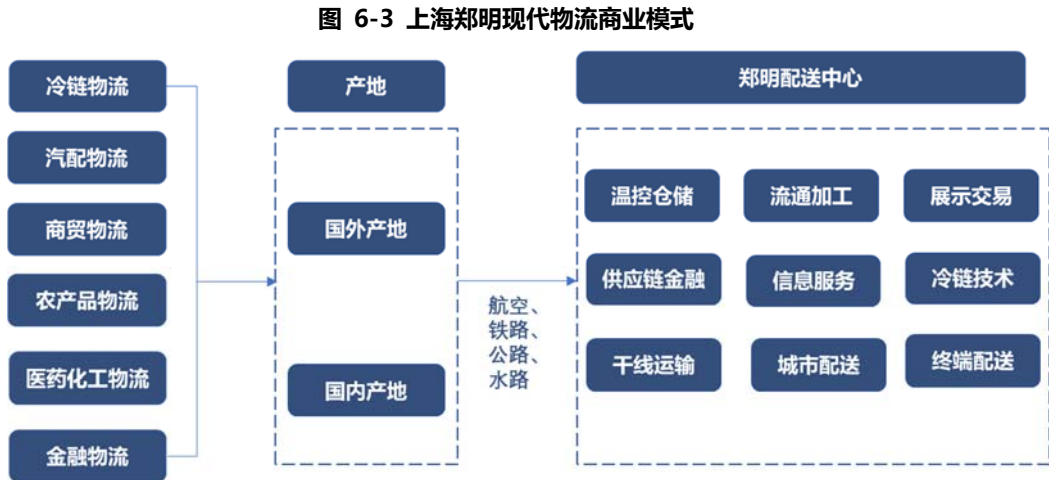 图 6-3 上海郑明现代物流商业模式
冷链物流
汽配物流
商贸物流
农产品物流
医药化工物流
金融物流
产地
国外产地
国内产地
航空、
铁路、
公路、
水路
郑明配送中心
温控仓储
流通加工
展示交易
供应链金融
信息服务
冷链技术
干线运输
城市配送
终端配送